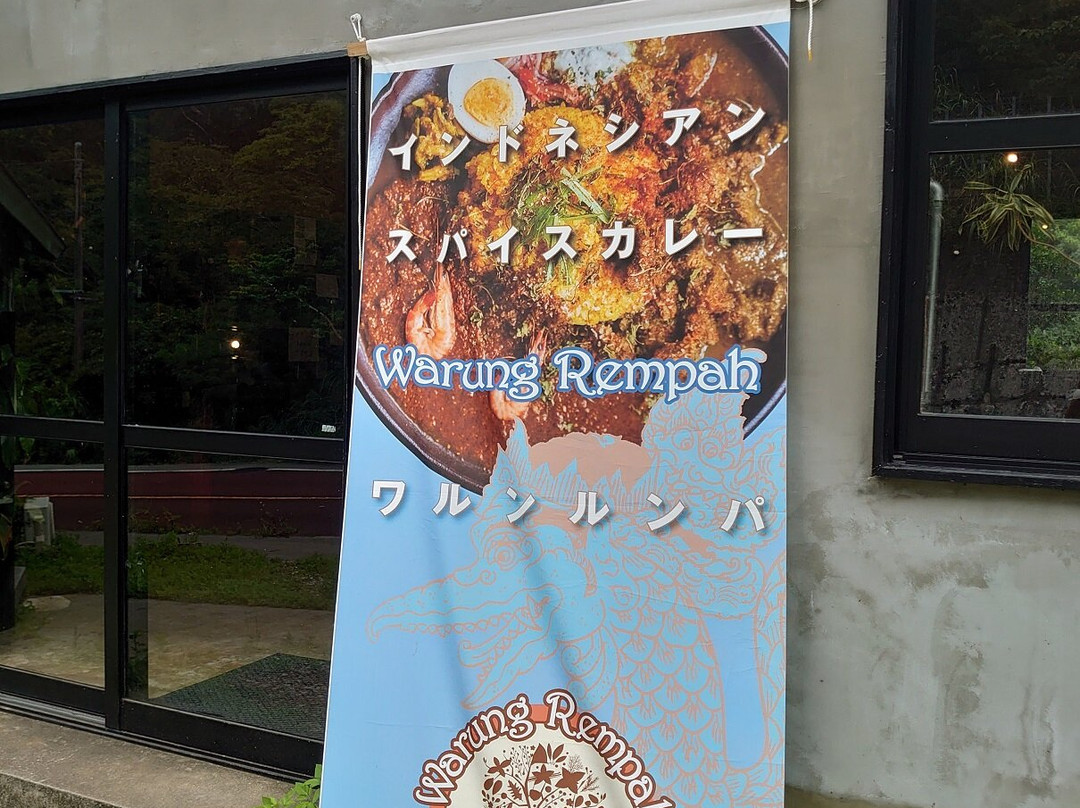 インドネシアン
スパイスカレー
Warung Rempah
ワルンルンパ
Warung Rempah